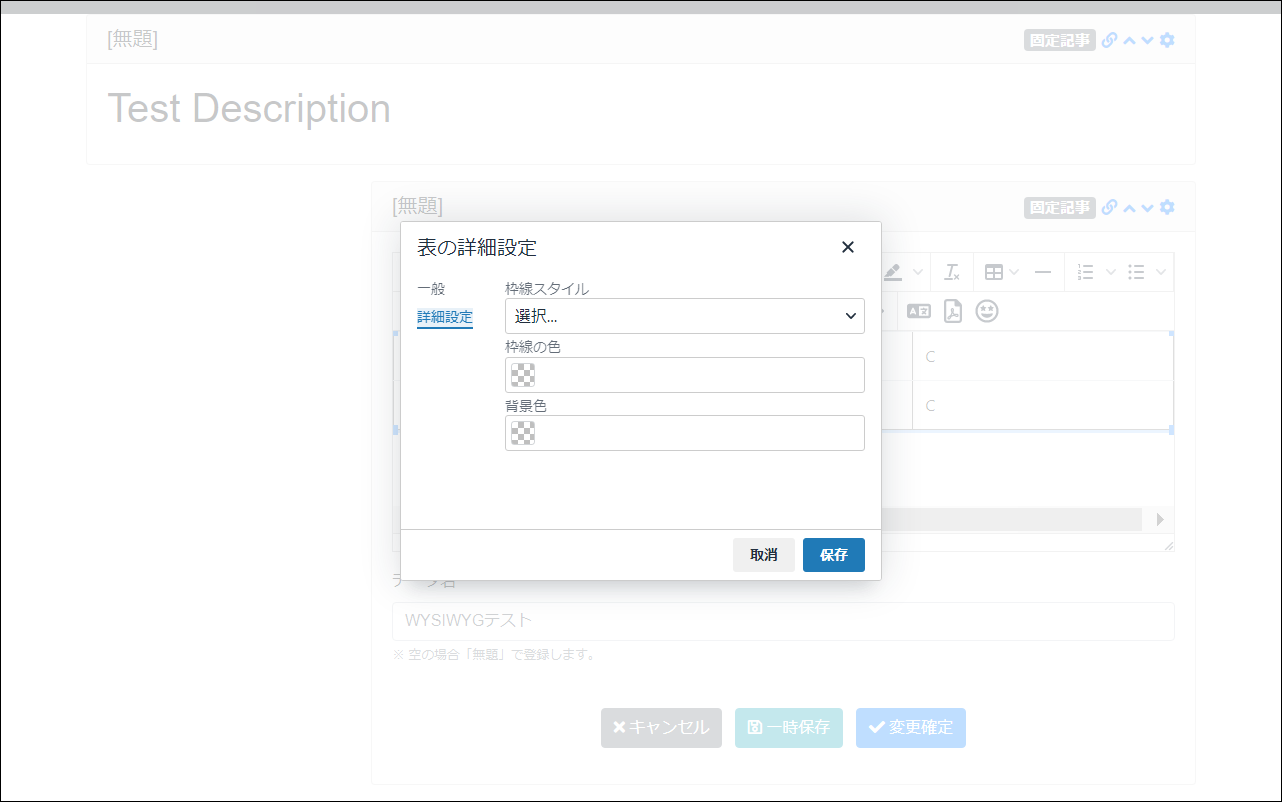 [無題]
固定記事
Test Description
[無題]
固定記事
表の詳細設定
一般
詳細設定
枠線スタイル
選択...
枠線の色
背景色
C
C
取消
保存
WYSIWYGテスト
※ 空の場合「無題」で登録します。
キャンセル
一時保存
変更確定